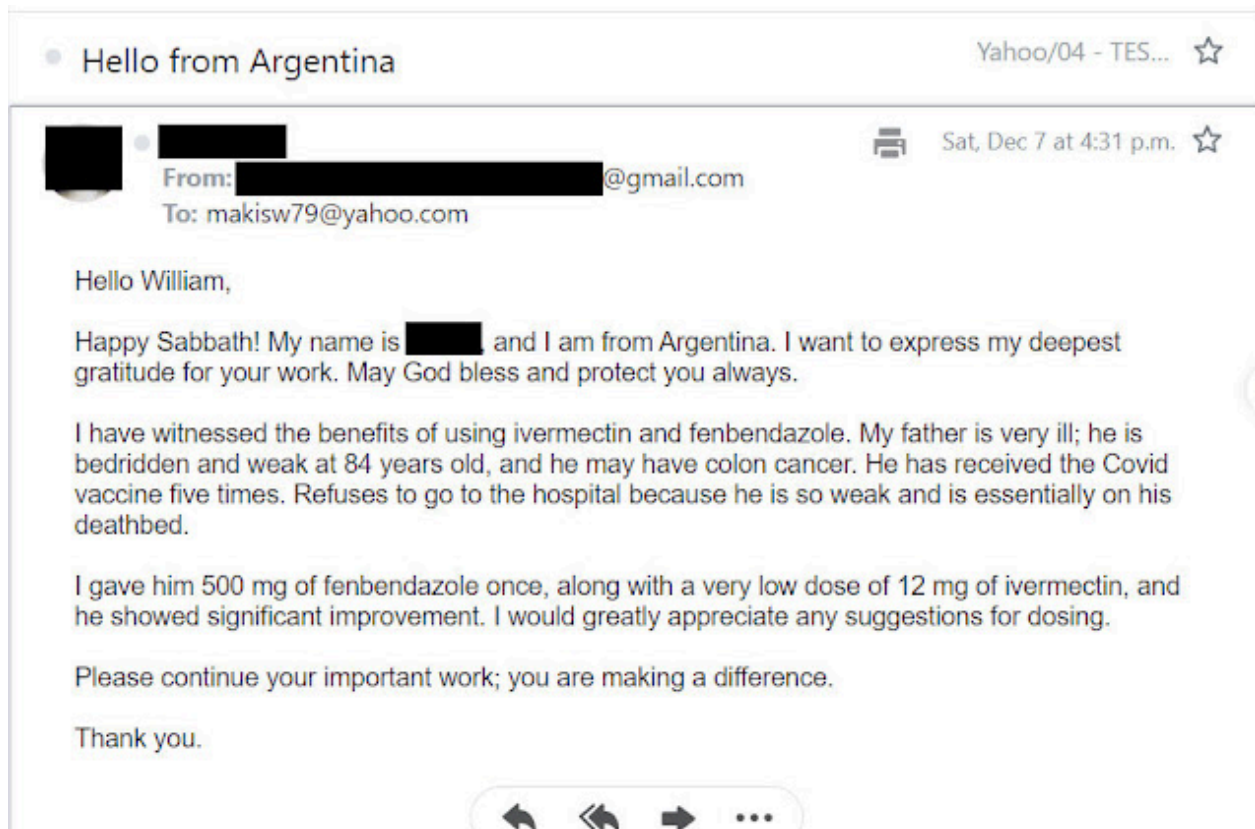 Hello from Argentina
Yahoo/04 - TES...
Sat, Dec 7 at 4:31 p.m.
From: @gmail.com
To: makisw79@yahoo.com
Hello William,
Happy Sabbath! My name is , and I am from Argentina. I want to express my deepest
gratitude for your work. May God bless and protect you always.
I have witnessed the benefits of using ivermectin and fenbendazole. My father is very ill; he is
bedridden and weak at 84 years old, and he may have colon cancer. He has received the Covid
vaccine five times. Refuses to go to the hospital because he is so weak and is essentially on his
deathbed.
I gave him 500 mg of fenbendazole once, along with a very low dose of 12 mg of ivermectin, and
he showed significant improvement. I would greatly appreciate any suggestions for dosing.
Please continue your important work; you are making a difference.
Thank you.